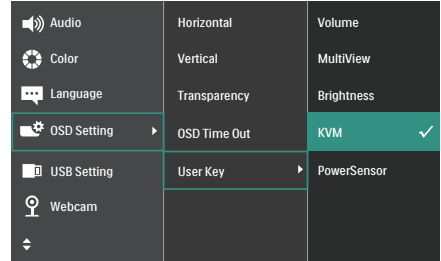 Audio
Horizontal
Volume
Color
Vertical
MultiView
Language
Transparency
Brightness
OSD Setting
OSD Time Out
KVM
USB Setting
User Key
PowerSensor
Webcam